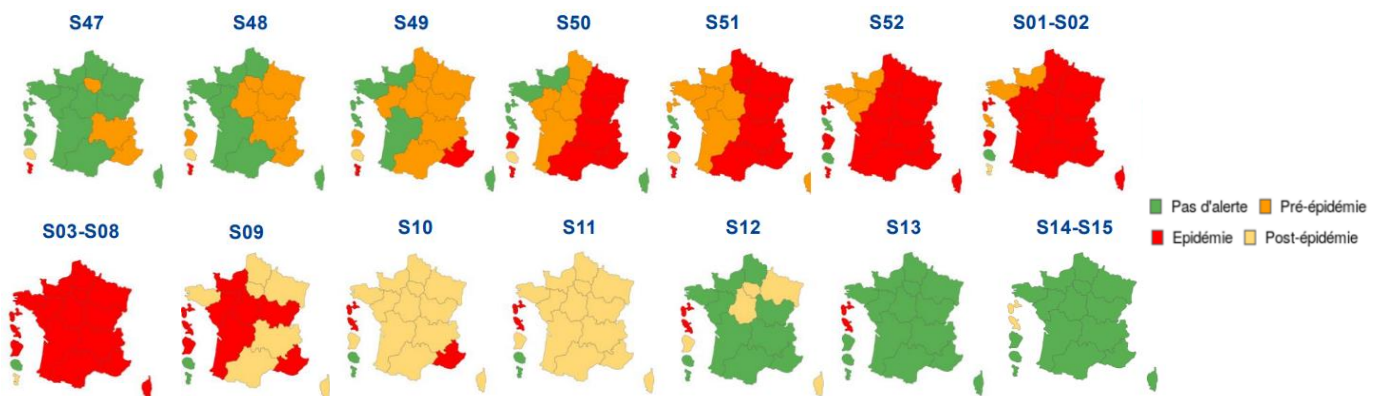 S47 S48 S49 S50 S51 S52 S01-S02
Pas d'alerte Pré-épidémie
Epidémie Post-épidémie
S03-S08 S09 S10 S11 S12 S13 S14-S15